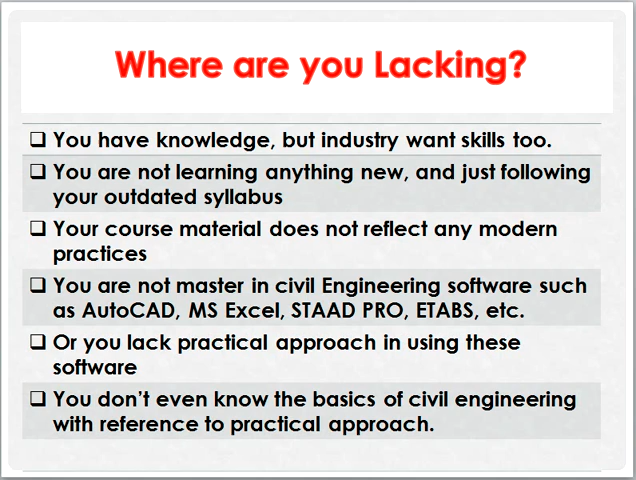 Where are you Lacking?
❑ You have knowledge, but industry want skills too.
❑ You are not learning anything new, and just following
your outdated syllabus
❑ Your course material does not reflect any modern
practices
❑ You are not master in civil Engineering software such
as AutoCAD, MS Excel, STAAD PRO, ETABS, etc.
❑ Or you lack practical approach in using these
software
❑ You don’t even know the basics of civil engineering
with reference to practical approach.